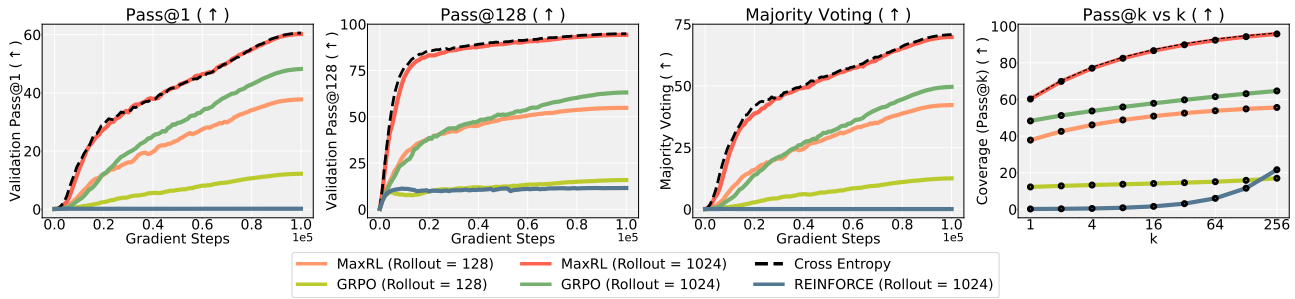 Pass@1 (↑)
Validation Pass@1 (↑)
60
40
20
0
0.0 0.2 0.4 0.6 0.8 1.0
1e5
Gradient Steps
Pass@128 (↑)
Validation Pass@128 (↑)
100
75
50
25
0
0.0 0.2 0.4 0.6 0.8 1.0
1e5
Gradient Steps
Majority Voting (↑)
Majority Voting (↑)
75
50
25
0
0.0 0.2 0.4 0.6 0.8 1.0
1e5
Gradient Steps
Pass@k vs k (↑)
Coverage (Pass@k) (↑)
100
80
60
40
20
0
1 4 16 64 256
k
MaxRL (Rollout = 128) MaxRL (Rollout = 1024) Cross Entropy
GRPO (Rollout = 128) GRPO (Rollout = 1024) REINFORCE (Rollout = 1024)